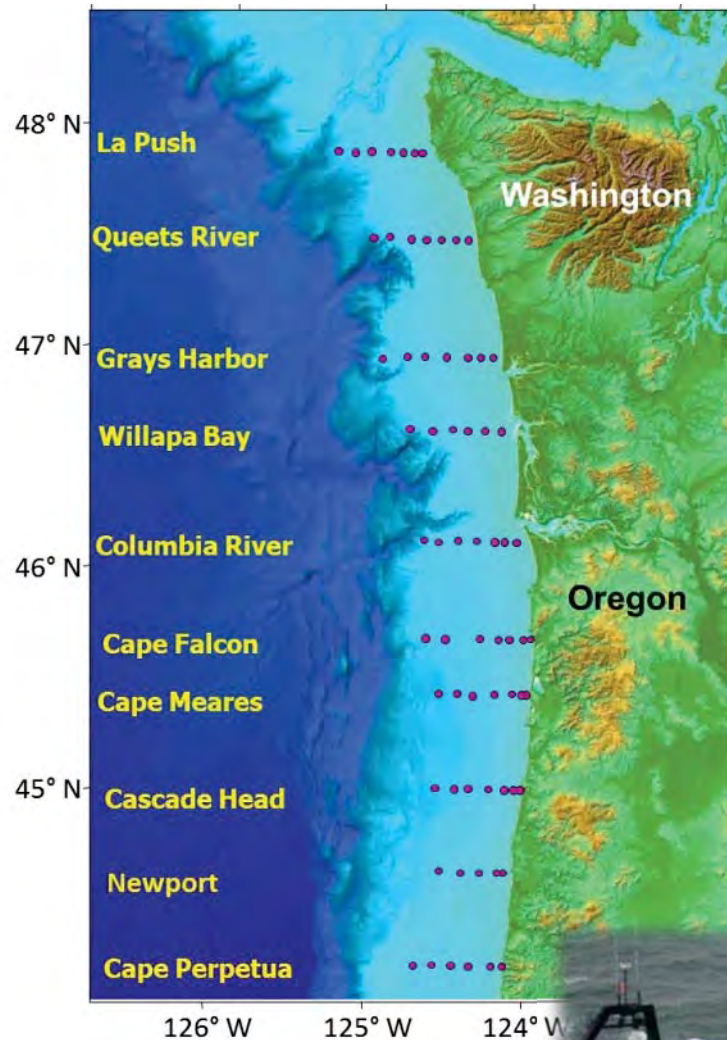 48° N
La Push
Washington
Queets River
47° N
Grays Harbor
Willapa Bay
Columbia River
46° N
Oregon
Cape Falcon
Cape Meares
45° N
Cascade Head
Newport
Cape Perpetua
126° W
125° W
124° W